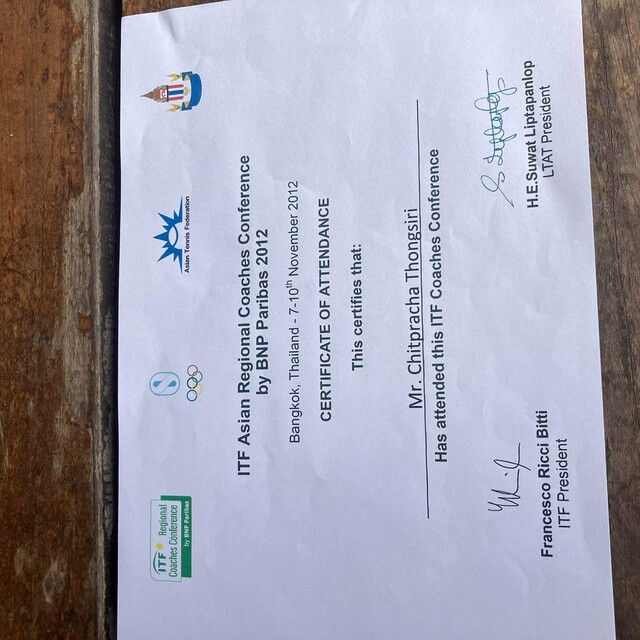 ITF Regional
Coaches Conference
by BNP Paribas
Asian Tennis Federation
ITF Asian Regional Coaches Conference
by BNP Paribas 2012
Bangkok, Thailand - 7-10th November 2012
CERTIFICATE OF ATTENDANCE
This certifies that:
Mr. Chitpracha Thongsiri
Has attended this ITF Coaches Conference
Francesco Ricci Bitti
ITF President
H.E.Suwat Liptapanlop
LTAT President